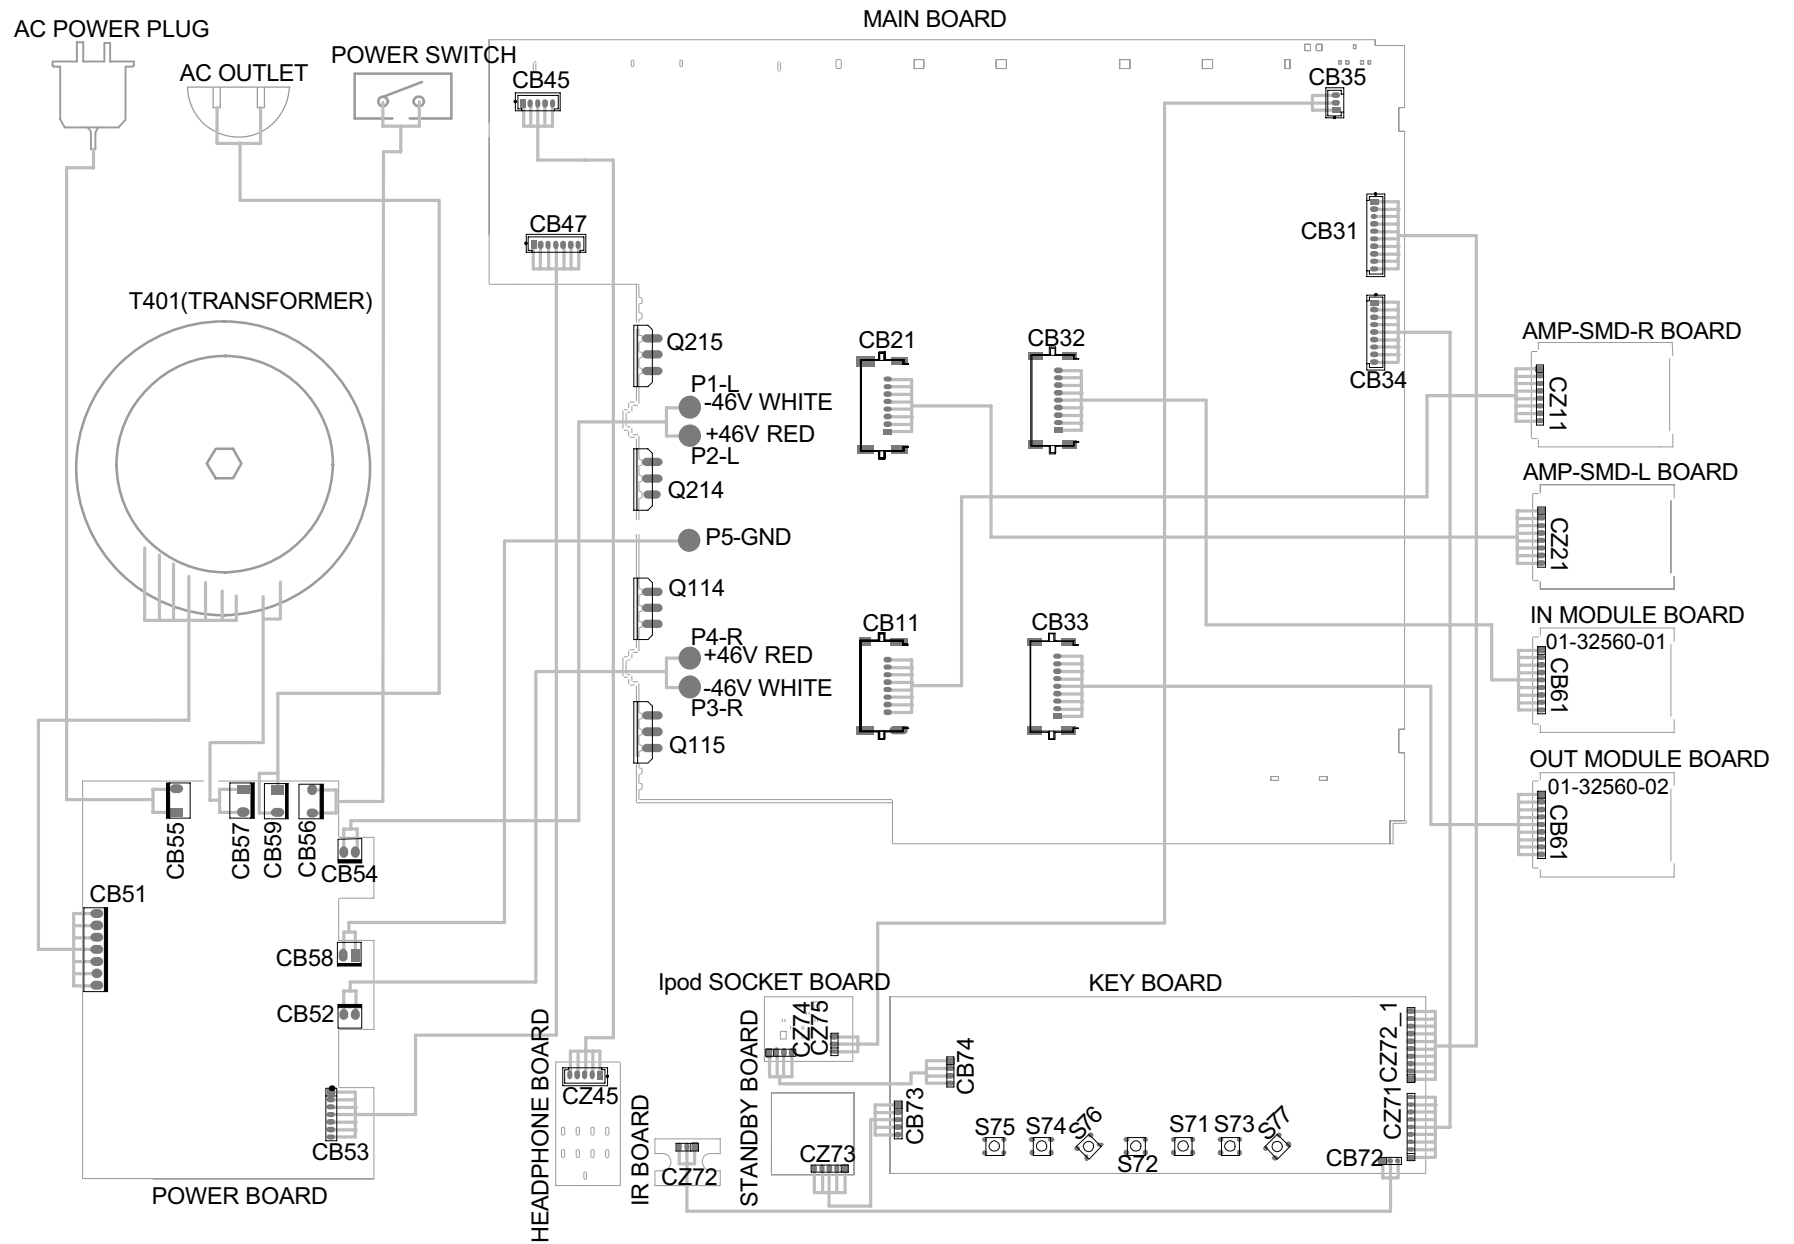 MAIN BOARD
AC POWER PLUG
POWER SWITCH
AC OUTLET
CB45
CB35
CB47
CB31
T401(TRANSFORMER)
Q215
CB21
CB32
AMP-SMD-R BOARD
CB34
P1-L
-46V WHITE
+46V RED
P2-L
CZ11
Q214
AMP-SMD-L BOARD
P5-GND
CZ21
Q114
P4-R
+46V RED
-46V WHITE
P3-R
Q115
CB11
CB33
IN MODULE BOARD
01-32560-01
CB61
OUT MODULE BOARD
01-32560-02
CB61
CB55
CB57
CB59
CB56
CB54
CB51
CB58
CB52
CB53
POWER BOARD
HEADPHONE BOARD
CZ45
IR BOARD
CZ72
Ipod SOCKET BOARD
CZ74
CZ75
STANDBY BOARD
CZ73
KEY BOARD
CB74
CB73
CZ72_1
CZ71
S75
S74
S76
S72
S71
S73
S77
CB72